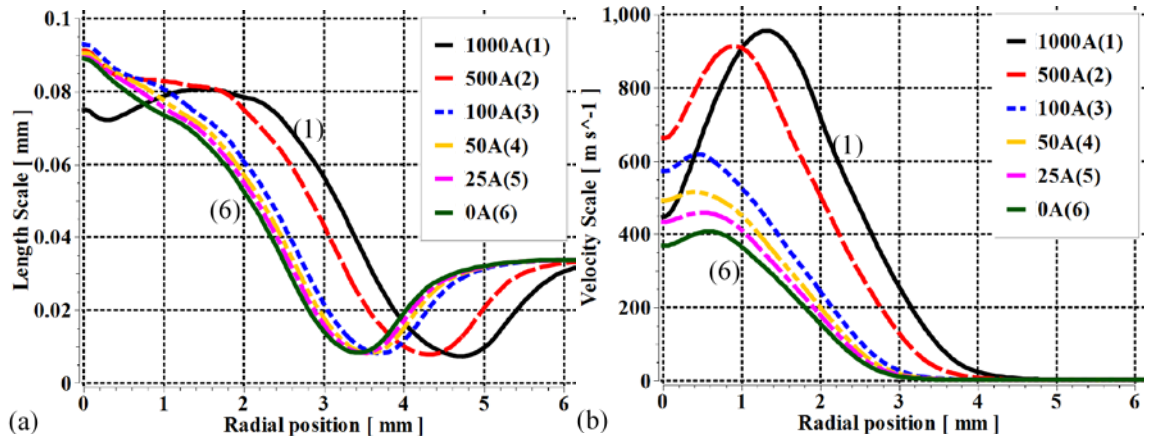 Length Scale [ mm ]
0.1
0.08
0.06
0.04
0.02
0
1000A(1)
500A(2)
100A(3)
50A(4)
25A(5)
0A(6)
(1)
(6)
0 1 2 3 4 5 6
Radial position [ mm ]
(a)
Velocity Scale [ m s^-1 ]
1,000
800
600
400
200
0
1000A(1)
500A(2)
100A(3)
50A(4)
25A(5)
0A(6)
(1)
(6)
0 1 2 3 4 5 6
Radial position [ mm ]
(b)